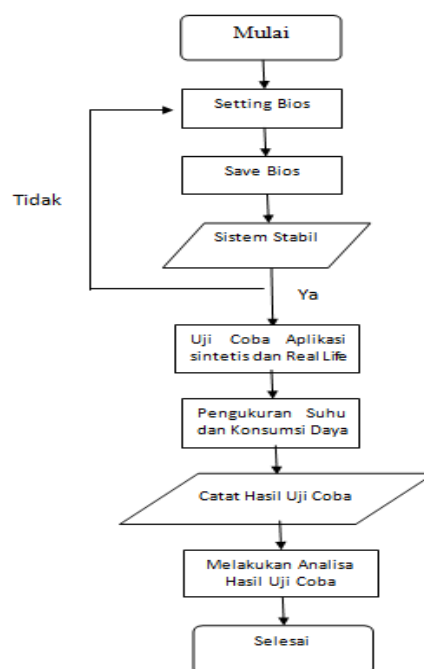 Mulai
Setting Bios
Save Bios
Tidak
Sistem Stabil
Ya
Uji Coba Aplikasi
sintetis dan Real Life
Pengukuran Suhu
dan Konsumsi Daya
Catat Hasil Uji Coba
Melakukan Analisa
Hasil Uji Coba
Selesai